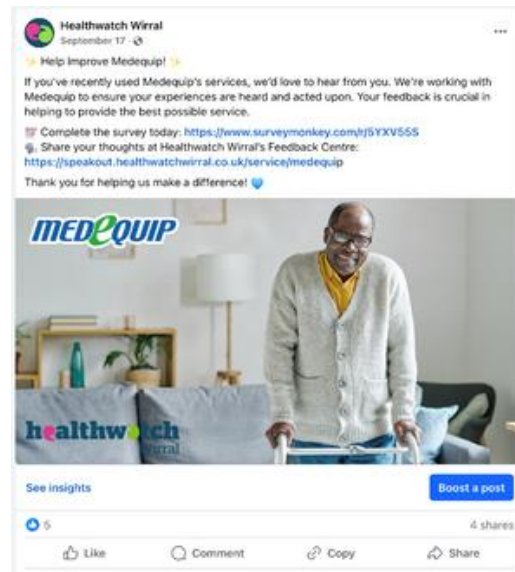 Healthwatch Wirral
September 17
Help Improve Medequip!
If you've recently used Medequip's services, we'd love to hear from you. We're working with
Medequip to ensure your experiences are heard and acted upon. Your feedback is crucial in
helping to provide the best possible service.
Complete the survey today: https://www.surveymonkey.com/r/5YXV55S
Share your thoughts at Healthwatch Wirral's Feedback Centre:
https://speakout.healthwatchwirral.co.uk/service/medequip
Thank you for helping us make a difference!
MEDEQUIP
healthwatch
Wirral
See insights
Boost a post
5
4 shares
Like
Comment
Copy
Share